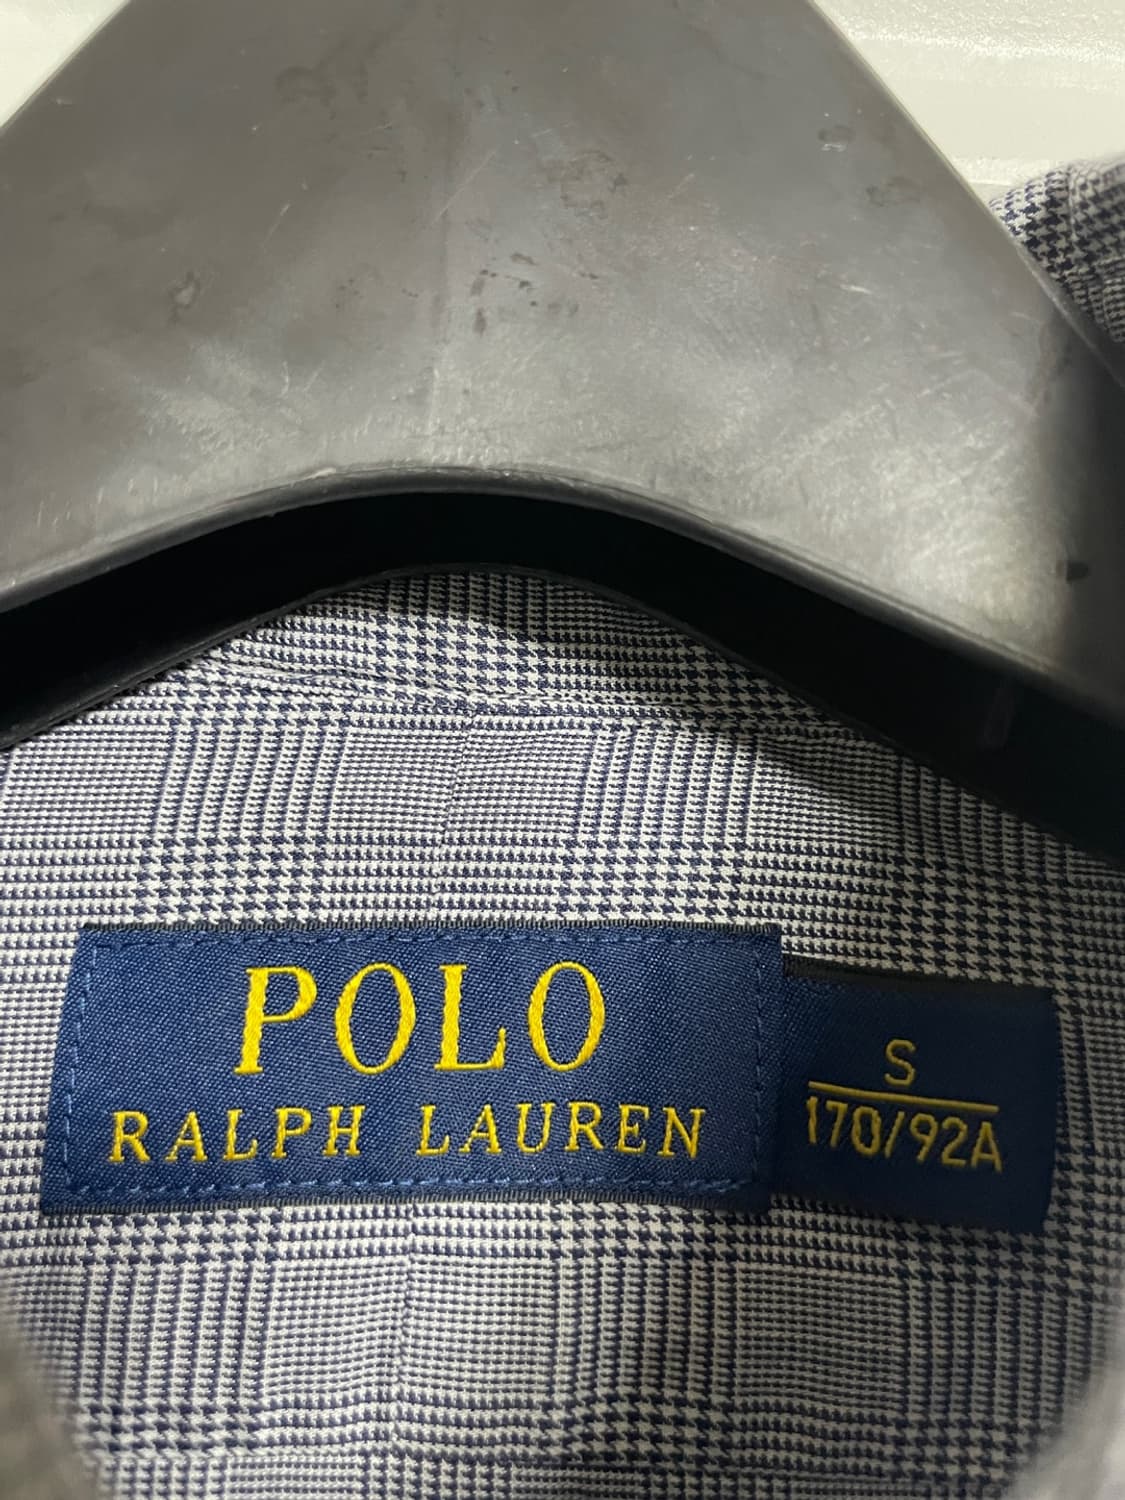 POLO
RALPH LAUREN
S
170/92A